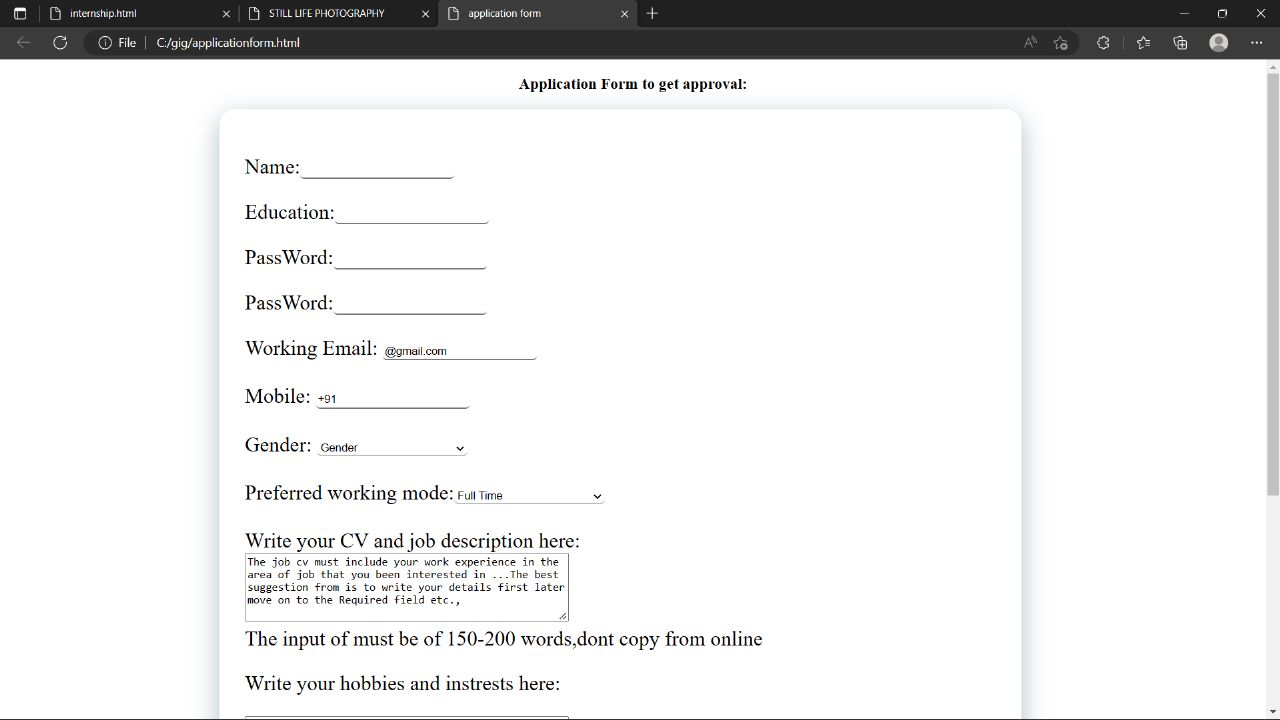 internship.html
STILL LIFE PHOTOGRAPHY
application form
File
C:/gig/applicationform.html
Application Form to get approval:
Name:
Education:
PassWord:
PassWord:
Working Email: @gmail.com
Mobile: +91
Gender: Gender
Preferred working mode: Full Time
Write your CV and job description here:
The job cv must include your work experience in the
area of job that you been interested in ...The best
suggestion from is to write your details first later
move on to the Required field etc.,
The input of must be of 150-200 words,dont copy from online
Write your hobbies and instrests here: